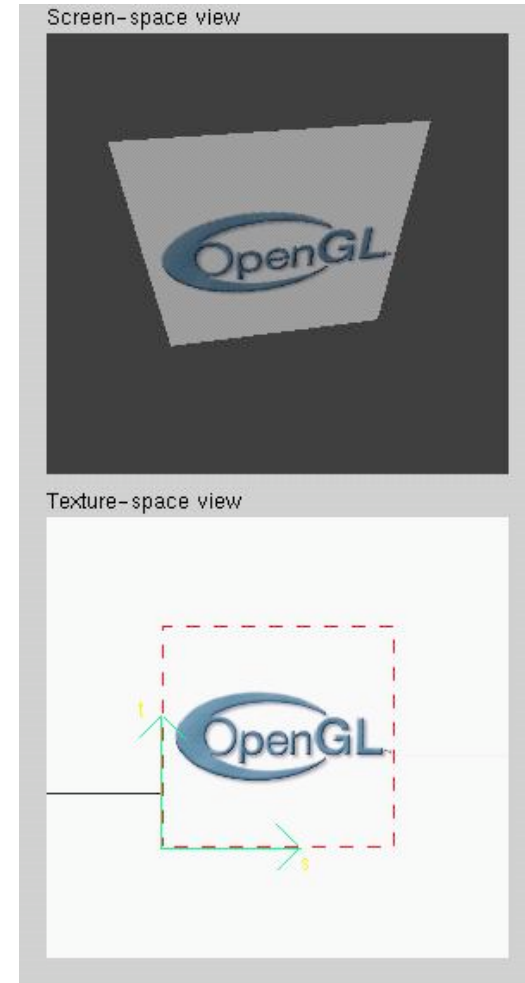 Screen-space view
OpenGL
Texture-space view
t
OpenGL
s